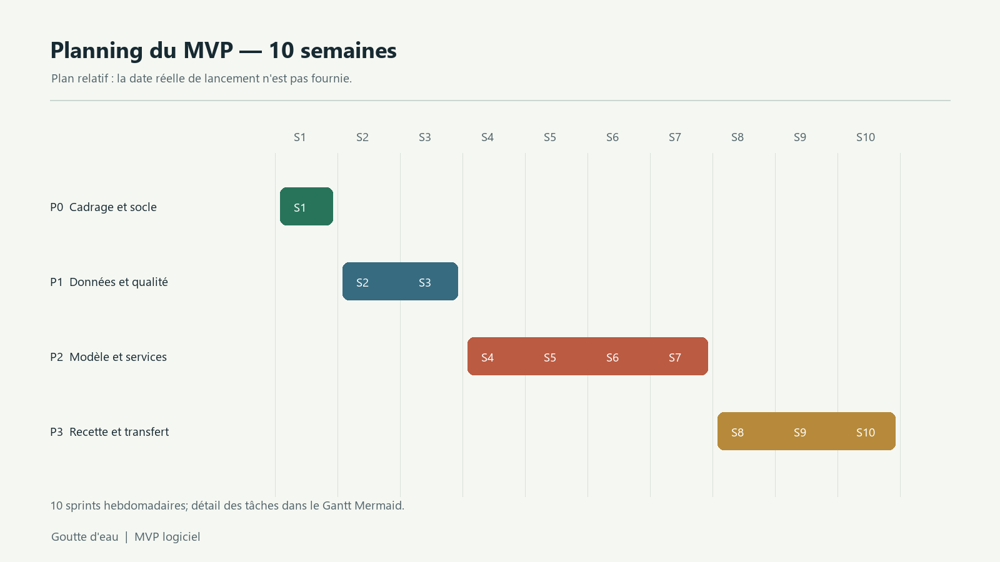 Planning du MVP — 10 semaines
Plan relatif : la date réelle de lancement n'est pas fournie.
S1 S2 S3 S4 S5 S6 S7 S8 S9 S10
P0 Cadrage et socle S1
P1 Données et qualité S2 S3
P2 Modèle et services S4 S5 S6 S7
P3 Recette et transfert S8 S9 S10
10 sprints hebdomadaires; détail des tâches dans le Gantt Mermaid.
Goutte d'eau | MVP logiciel